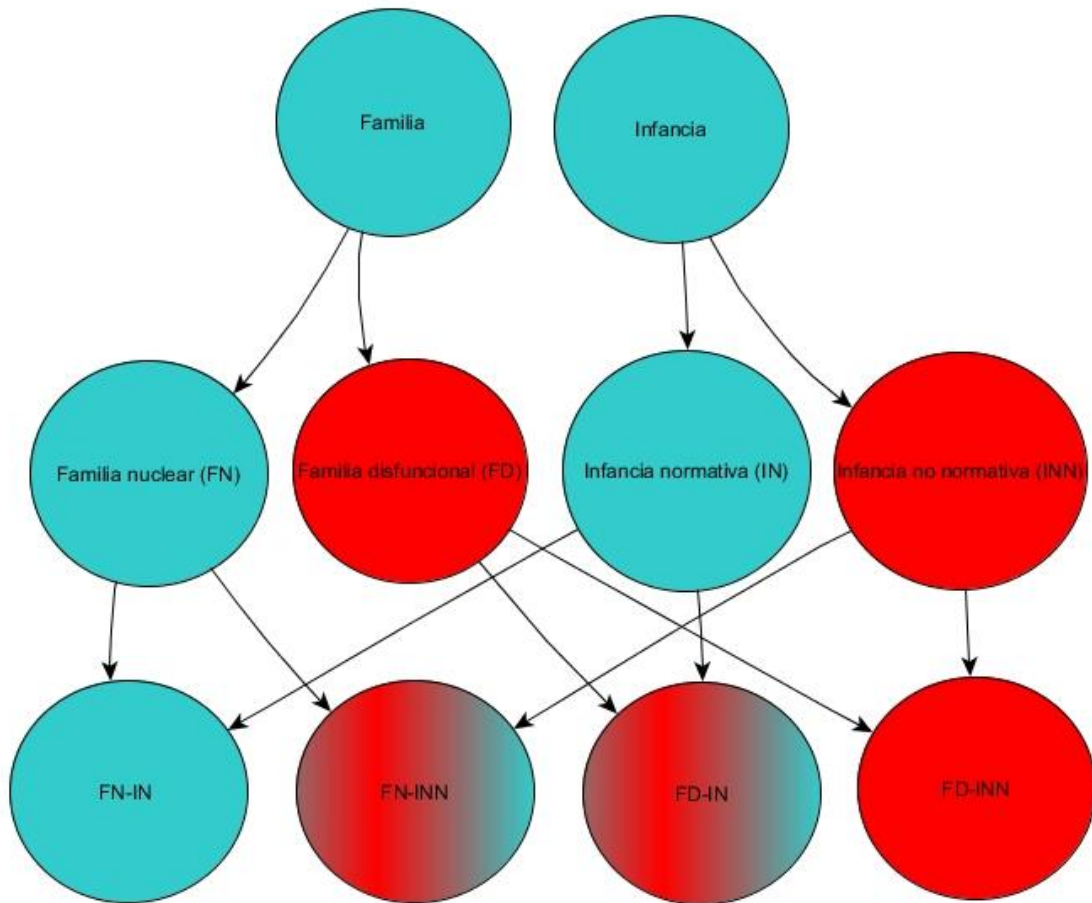 Familia
Infancia
Familia nuclear (FN)
Familia disfuncional (FD)
Infancia normativa (IN)
Infancia no normativa (INN)
FN-IN
FN-INN
FD-IN
FD-INN